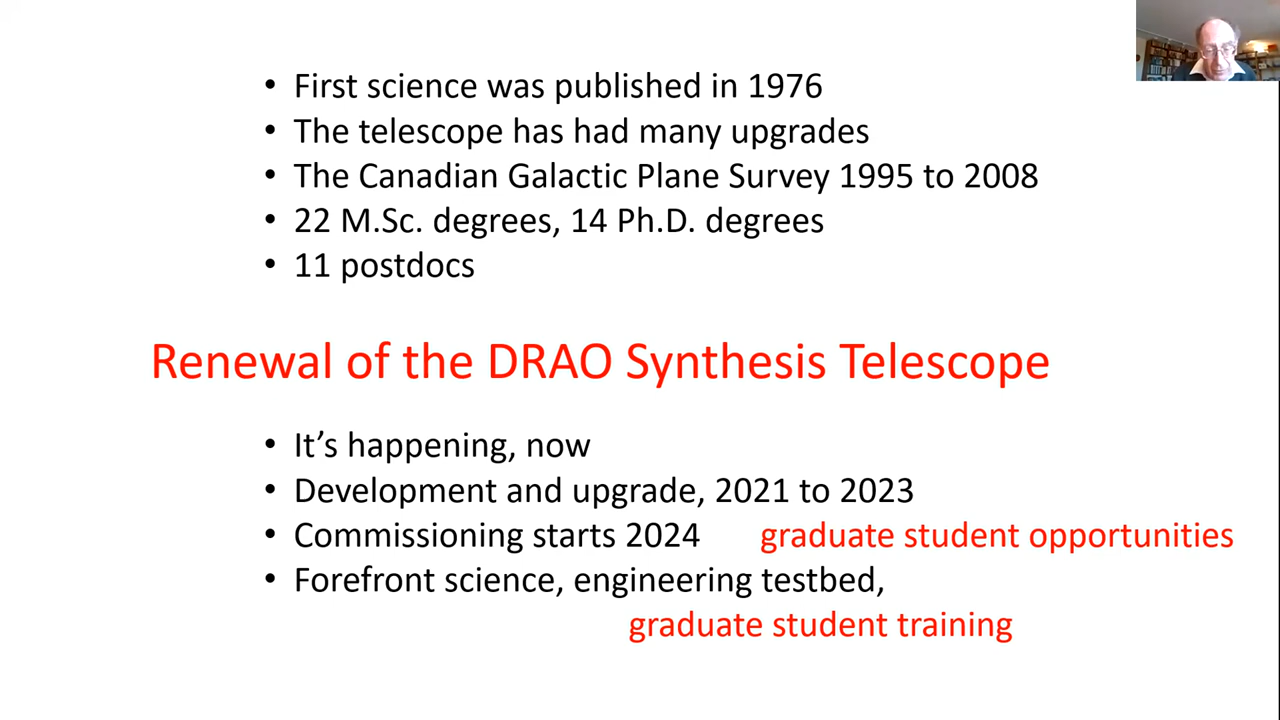 • First science was published in 1976
• The telescope has had many upgrades
• The Canadian Galactic Plane Survey 1995 to 2008
• 22 M.Sc. degrees, 14 Ph.D. degrees
• 11 postdocs
Renewal of the DRAO Synthesis Telescope
• It’s happening, now
• Development and upgrade, 2021 to 2023
• Commissioning starts 2024 graduate student opportunities
• Forefront science, engineering testbed,
graduate student training